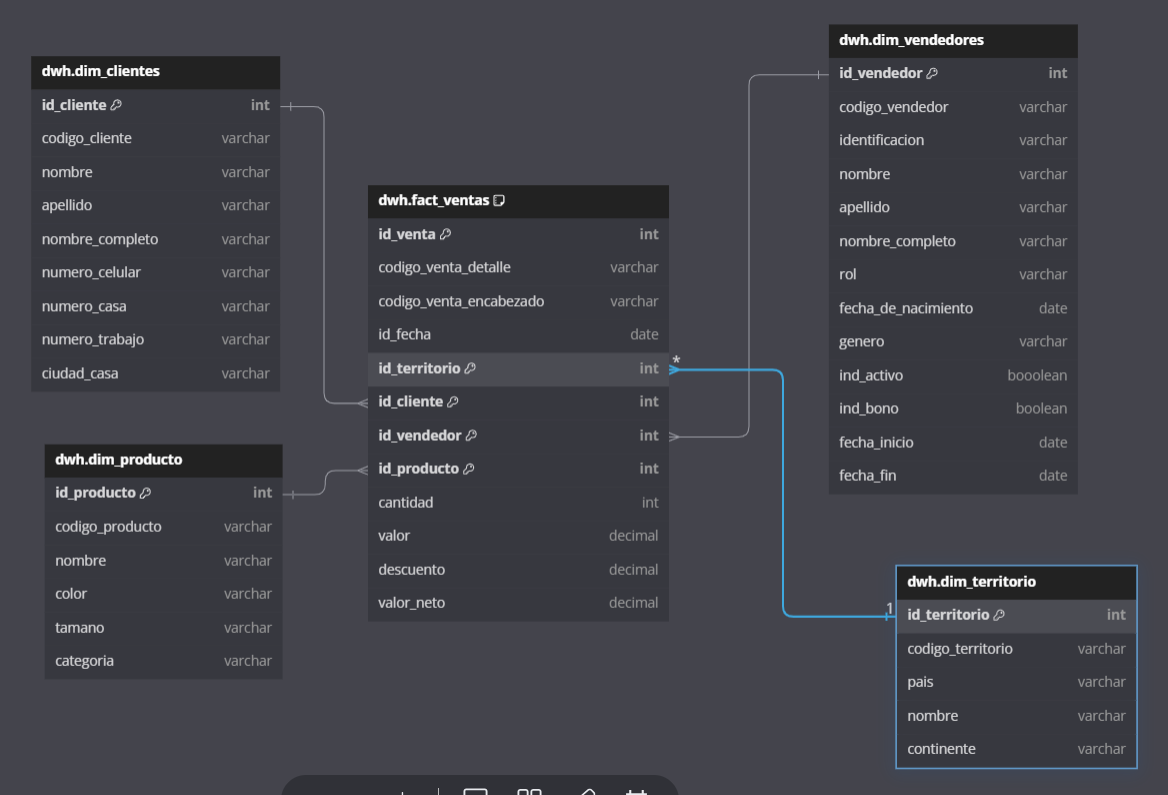 dwh.dim_clientes
id_cliente int
codigo_cliente varchar
nombre varchar
apellido varchar
nombre_completo varchar
numero_celular varchar
numero_casa varchar
numero_trabajo varchar
ciudad_casa varchar
dwh.dim_producto
id_producto int
codigo_producto varchar
nombre varchar
color varchar
tamano varchar
categoria varchar
dwh.fact_ventas
id_venta int
codigo_venta_detalle varchar
codigo_venta_encabezado varchar
id_fecha date
id_territorio int
*
id_cliente int
id_vendedor int
id_producto int
cantidad int
valor decimal
descuento decimal
valor_neto decimal
dwh.dim_vendedores
id_vendedor int
codigo_vendedor varchar
identificacion varchar
nombre varchar
apellido varchar
nombre_completo varchar
rol varchar
fecha_de_nacimiento date
genero varchar
ind_activo booolean
ind_bono boolean
fecha_inicio date
fecha_fin date
dwh.dim_territorio
1
id_territorio int
codigo_territorio varchar
pais varchar
nombre varchar
continente varchar